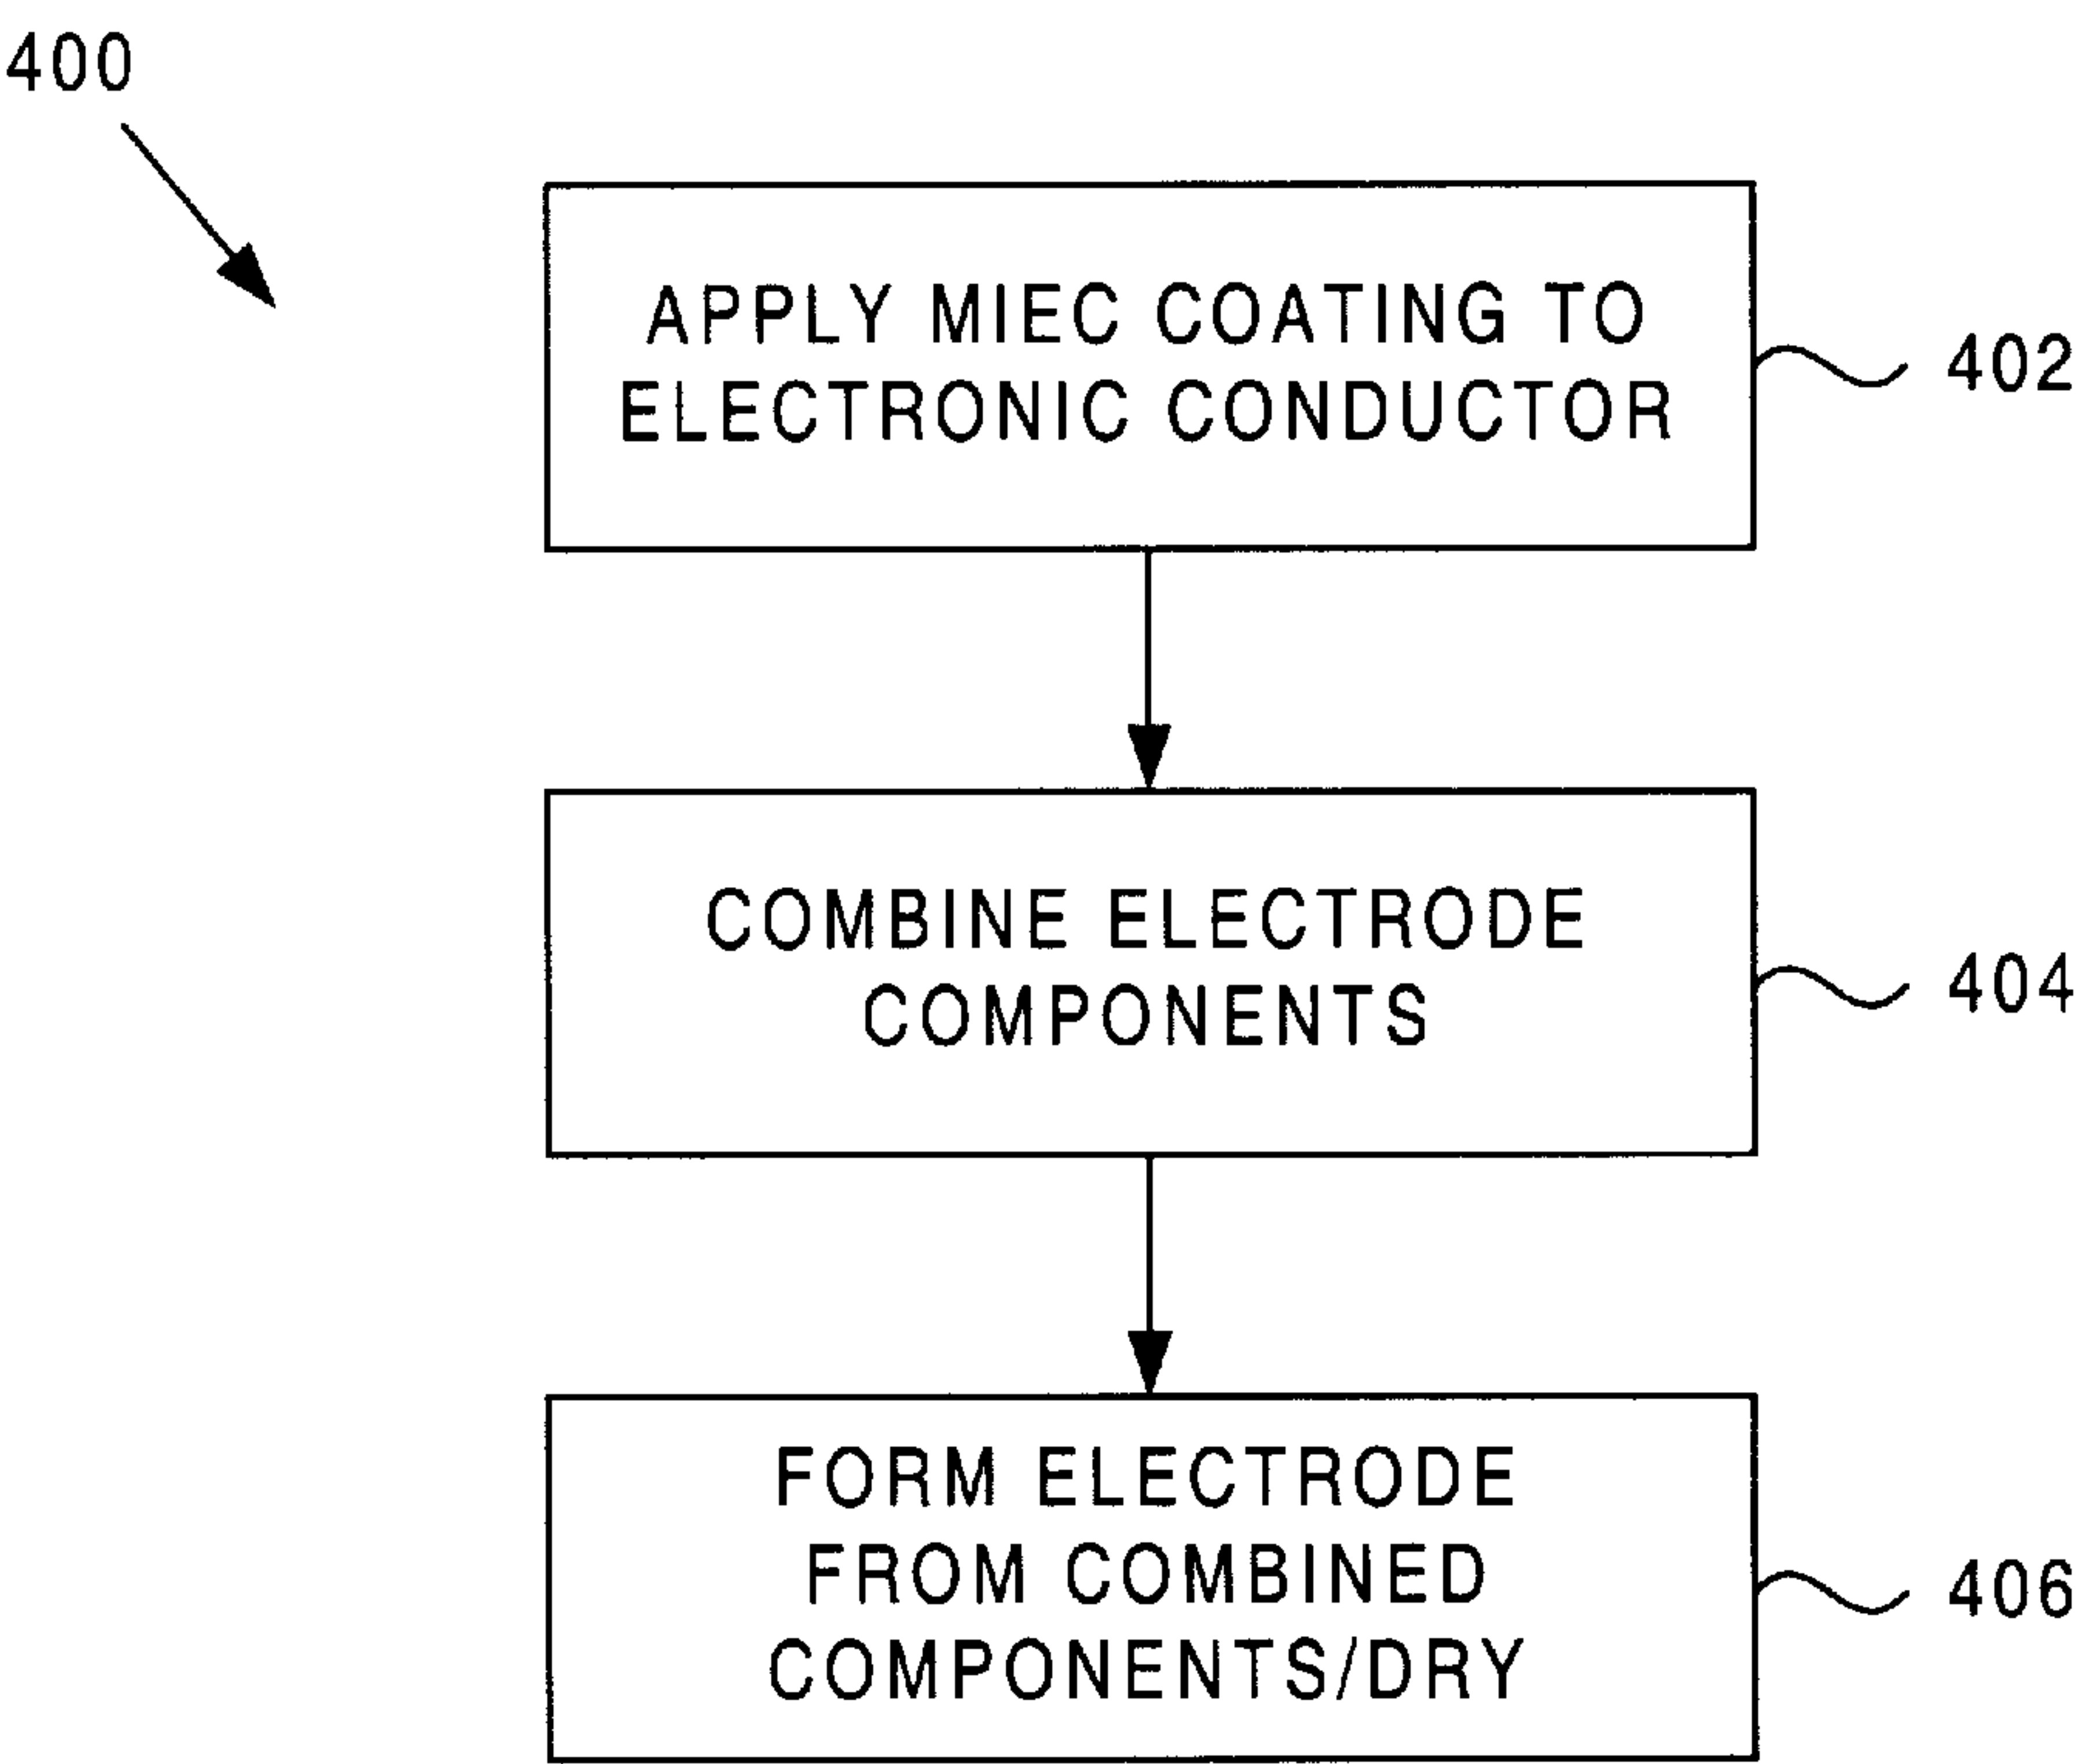 400
APPLY MIEC COATING TO
ELECTRONIC CONDUCTOR
402
COMBINE ELECTRODE
COMPONENTS
404
FORM ELECTRODE
FROM COMBINED
COMPONENTS/DRY
406